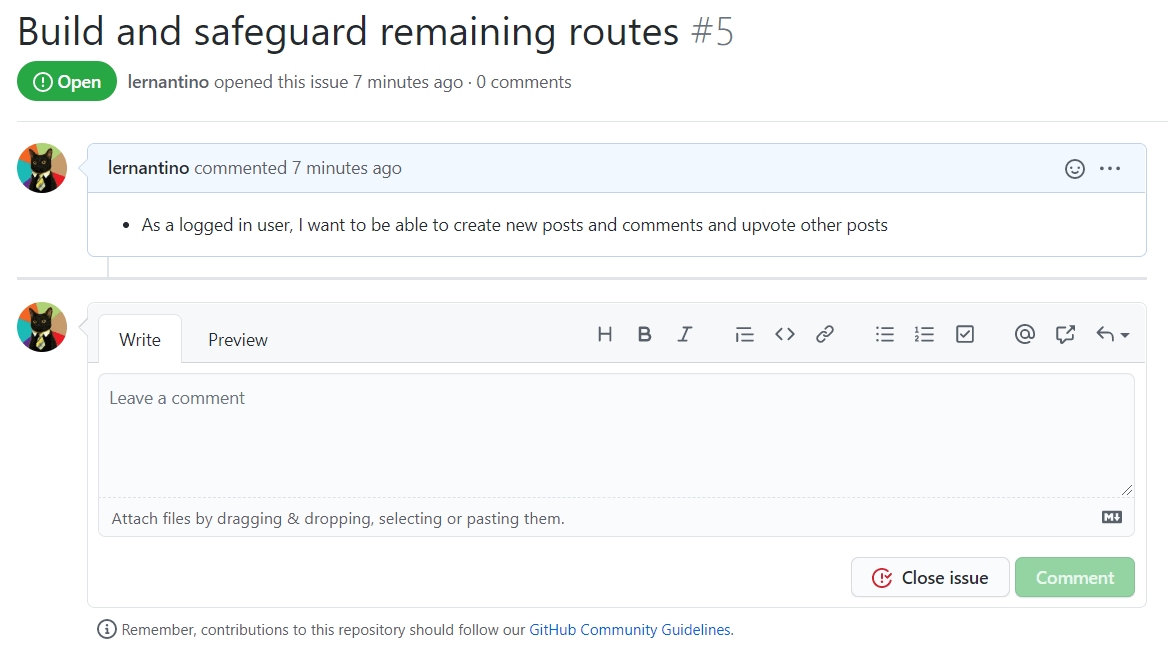 Build and safeguard remaining routes #5
Open lernantino opened this issue 7 minutes ago · 0 comments
lernantino commented 7 minutes ago
• As a logged in user, I want to be able to create new posts and comments and upvote other posts
Write Preview
Leave a comment
Attach files by dragging & dropping, selecting or pasting them.
Close issue Comment
Remember, contributions to this repository should follow our GitHub Community Guidelines.